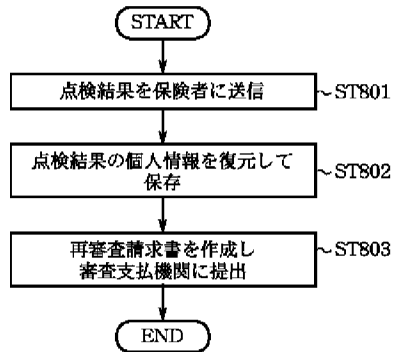 START
点検結果を保険者に送信
~ST801
点検結果の個人情報を復元して
保存
~ST802
再審査請求書を作成し
審査支払機関に提出
~ST803
END